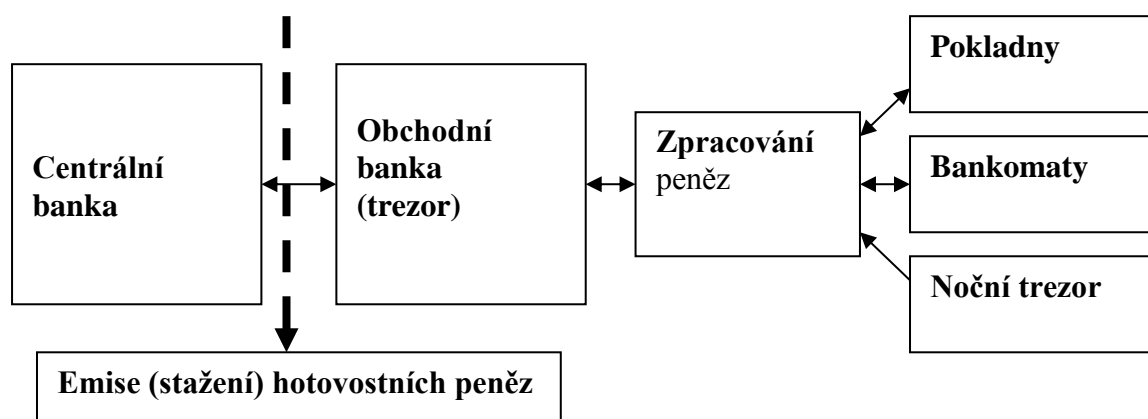 Centrální
banka
Obchodní
banka
(trezor)
Zpracování
peněz
Pokladny
Bankomaty
Noční trezor
Emise (stažení) hotovostních peněz